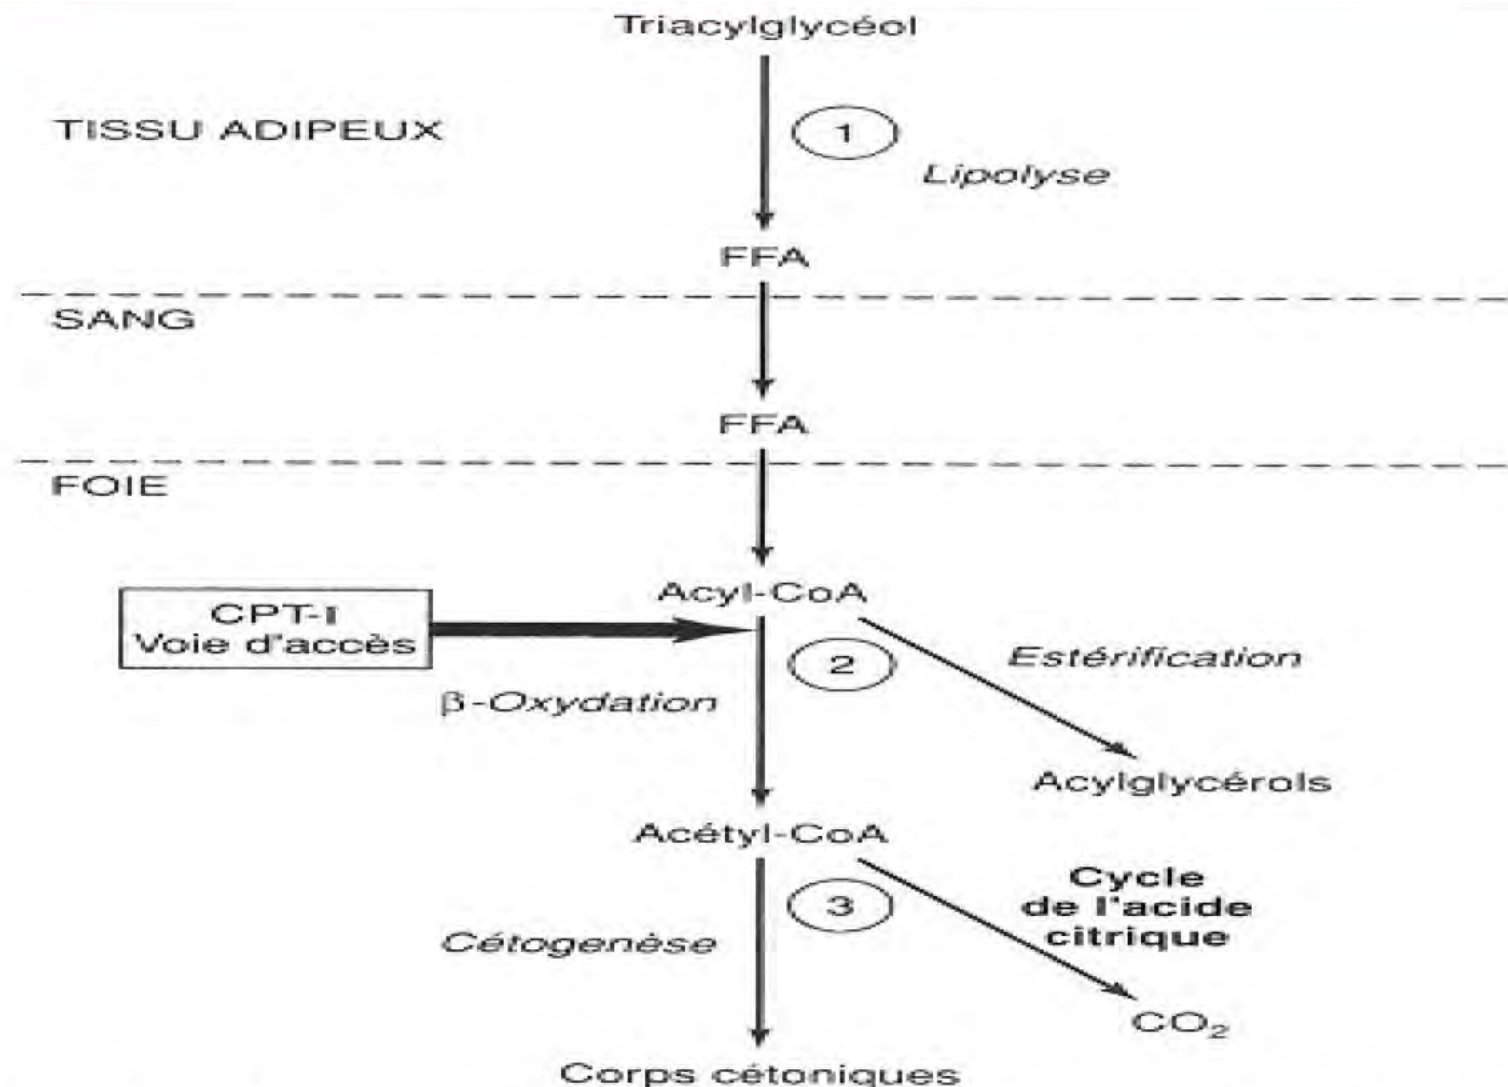 Triacylglycéol
TISSU ADIPEUX
1
Lipolyse
FFA
SANG
FFA
FOIE
Acyl-CoA
CPT-I
Voie d'accès
2
Estérification
β-Oxydation
Acylglycérols
Acétyl-CoA
3
Cycle
de l'acide
citrique
Cétogenèse
CO₂
Corps cétoniques